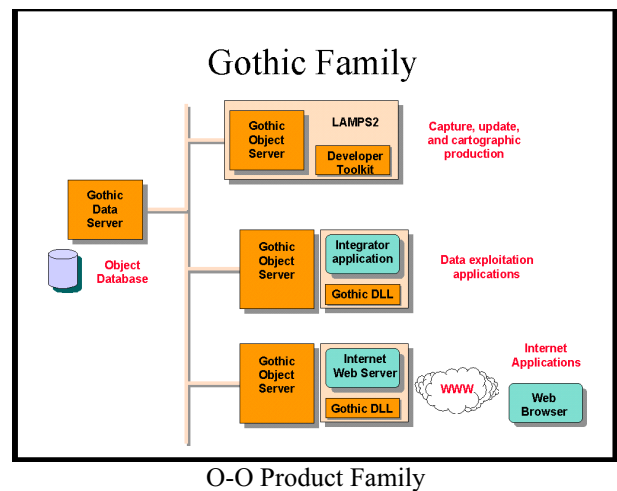 Gothic Family
Gothic
Object
Server
LAMPS2
Developer
Toolkit
Capture, update,
and cartographic
production
Gothic
Data
Server
Object
Database
Gothic
Object
Server
Integrator
application
Gothic DLL
Data exploitation
applications
Gothic
Object
Server
Internet
Web Server
Gothic DLL
WWW
Internet
Applications
Web
Browser
O-O Product Family